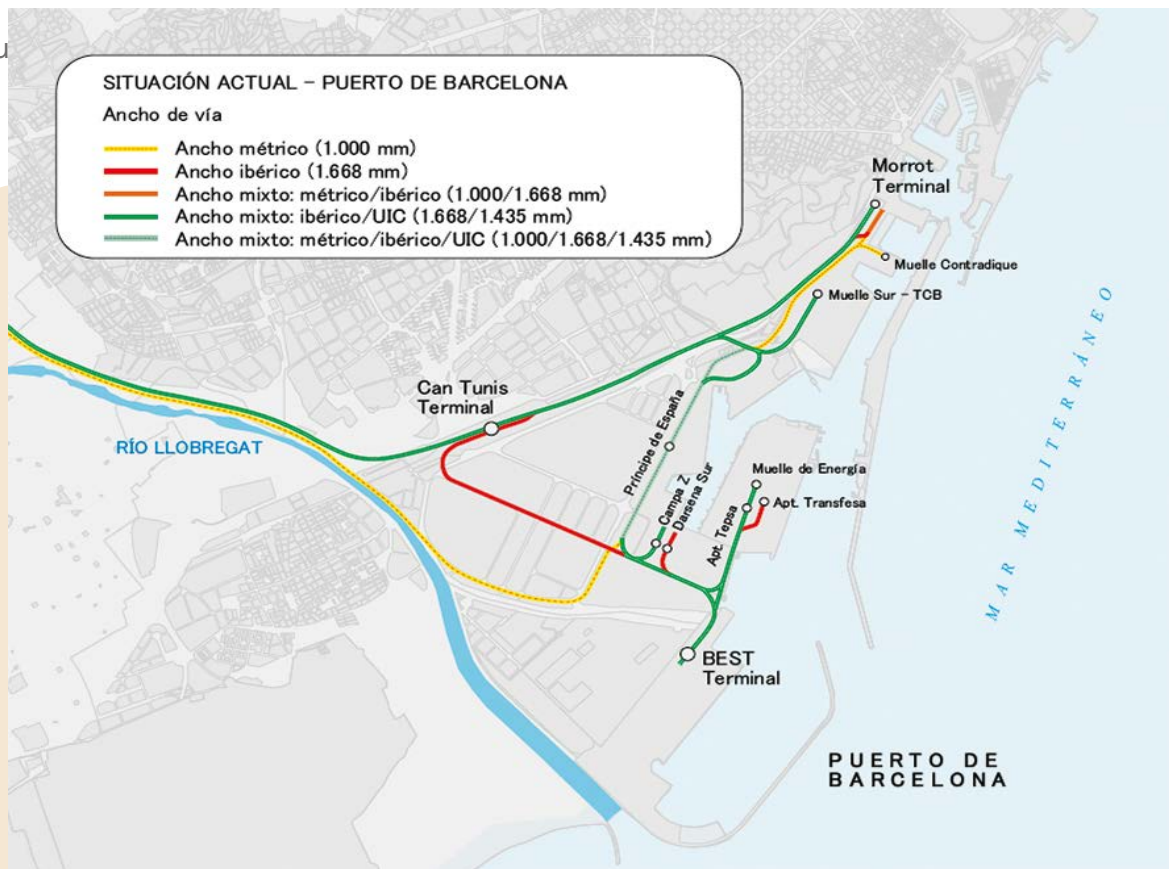 SITUACIÓN ACTUAL – PUERTO DE BARCELONA
Ancho de vía
Ancho métrico (1.000 mm)
Ancho ibérico (1.668 mm)
Ancho mixto: métrico/ibérico (1.000/1.668 mm)
Ancho mixto: ibérico/UIC (1.668/1.435 mm)
Ancho mixto: métrico/ibérico/UIC (1.000/1.668/1.435 mm)
Morrot
Terminal
Muelle Contradique
Muelle Sur – TCB
MAR MEDITERRÁNEO
Can Tunis
Terminal
RÍO LLOBREGAT
Príncipe de España
Campa Z
Darsena Sur
Muelle de Energía
Apt. Tepsa
Apt. Transfesa
BEST
Terminal
PUERTO DE
BARCELONA